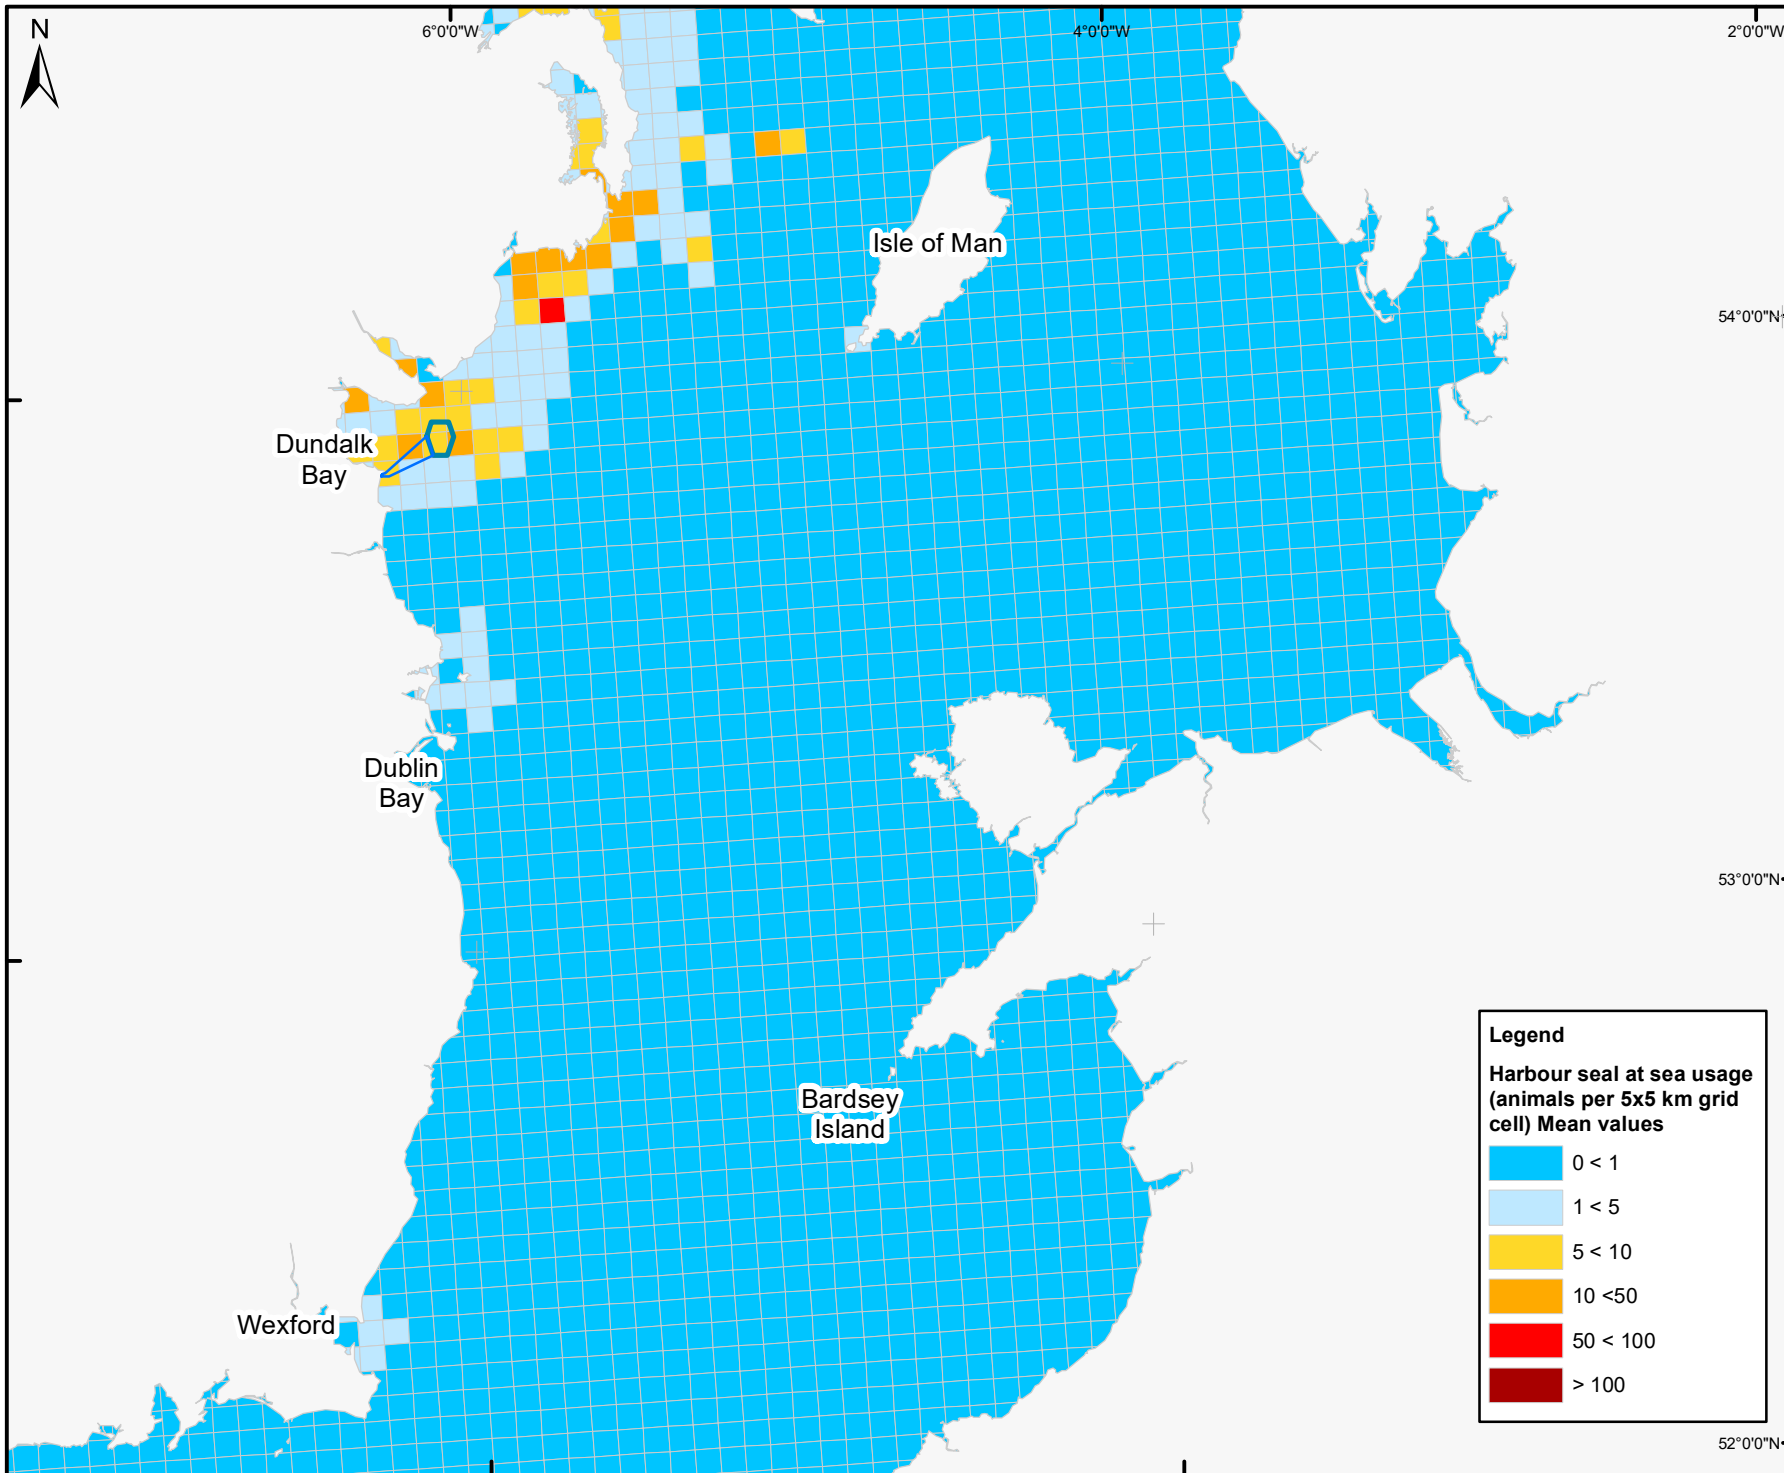 N
6°0'0"W
4°0'0"W
2°0'0"W
Isle of Man
54°0'0"N
Dundalk
Bay
Dublin
Bay
53°0'0"N
Bardsey
Island
Wexford
52°0'0"N
Legend
Harbour seal at sea usage
(animals per 5x5 km grid
cell) Mean values
0 < 1
1 < 5
5 < 10
10 <50
50 < 100
> 100